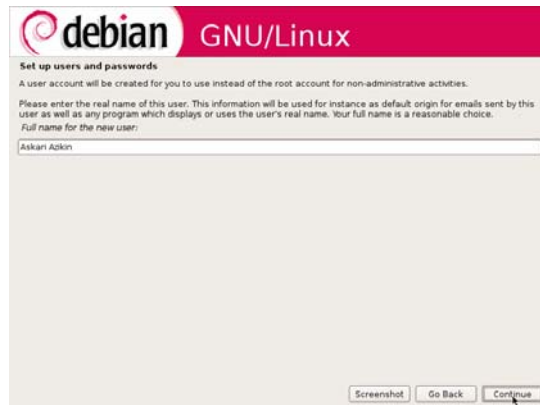 debian GNU/Linux
Set up users and passwords
A user account will be created for you to use instead of the root account for non-administrative activities.
Please enter the real name of this user. This information will be used for instance as default origin for emails sent by this
user as well as any program which displays or uses the user's real name. Your full name is a reasonable choice.
Full name for the new user:
Askari Azikin
Screenshot Go Back Continue